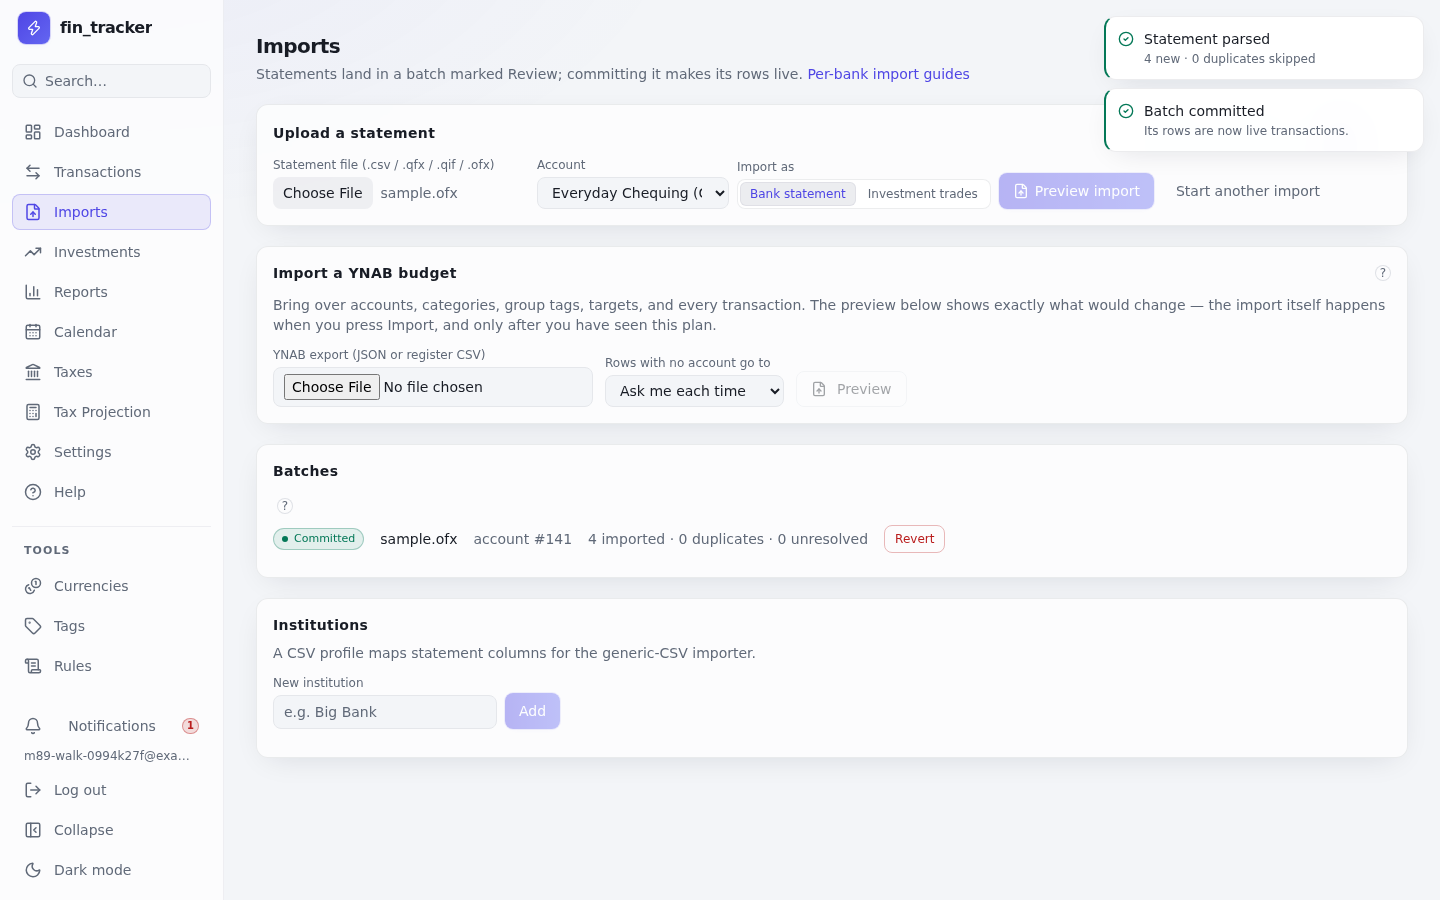 fin_tracker
Search...
Dashboard
Transactions
Imports
Investments
Reports
Calendar
Taxes
Tax Projection
Settings
Help
TOOLS
Currencies
Tags
Rules
Notifications 1
m89-walk-0994k27f@exa...
Log out
Collapse
Dark mode
Imports
Statements land in a batch marked Review; committing it makes its rows live. Per-bank import guides
Statement parsed
4 new · 0 duplicates skipped
Batch committed
Its rows are now live transactions.
Upload a statement
Statement file (.csv / .qfx / .qif / .ofx)
Choose File sample.ofx
Account
Everyday Chequing (
Import as
Bank statement Investment trades
Preview import
Start another import
Import a YNAB budget
?
Bring over accounts, categories, group tags, targets, and every transaction. The preview below shows exactly what would change — the import itself happens
when you press Import, and only after you have seen this plan.
YNAB export (JSON or register CSV)
Choose File No file chosen
Rows with no account go to
Ask me each time
Preview
Batches
?
Committed sample.ofx account #141 4 imported · 0 duplicates · 0 unresolved Revert
Institutions
A CSV profile maps statement columns for the generic-CSV importer.
New institution
e.g. Big Bank
Add